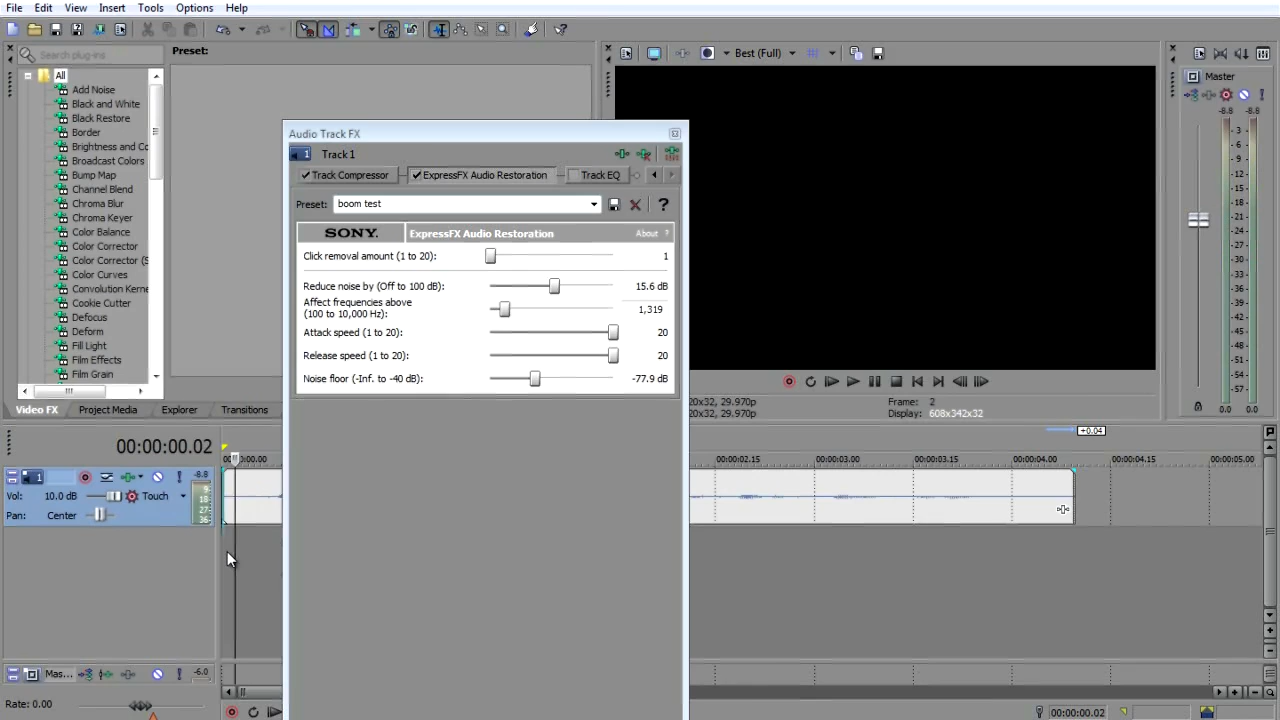 File Edit View Insert Tools Options Help
Search plug-ins
Preset:
Best (Full)
Master
-8.8 -8.8
All
Add Noise
Black and White
Black Restore
Border
Brightness and Co
Broadcast Colors
Bump Map
Channel Blend
Chroma Blur
Chroma Keyer
Color Balance
Color Corrector
Color Corrector (S
Color Curves
Convolution Kerne
Cookie Cutter
Defocus
Deform
Fill Light
Film Effects
Film Grain
Video FX Project Media Explorer Transitions
Audio Track FX
1 Track 1
Track Compressor ExpressFX Audio Restoration Track EQ
Preset: boom test ?
SONY. ExpressFX Audio Restoration About ?
Click removal amount (1 to 20): 1
Reduce noise by (Off to 100 dB): 15.6 dB
Affect frequencies above
(100 to 10,000 Hz): 1,319
Attack speed (1 to 20): 20
Release speed (1 to 20): 20
Noise floor (-Inf. to -40 dB): -77.9 dB
20x32, 29.970p
20x32, 29.970p
Frame: 2
Display: 608x342x32
- 3 -
- 6 -
- 9 -
-12-
-15-
-18-
-21-
-24-
-27-
-30-
-33-
-36-
-39-
-42-
-45-
-48-
-51-
-54-
-57-
0.0 0.0
+0.04
00:00:00.02
00:00:02.15 00:00:03.00 00:00:03.15 00:00:04.00 00:00:04.15 00:00:05.00
1 -8.8
Vol: 10.0 dB Touch
Pan: Center
9
18
27
36
Mas... -6.0
Rate: 0.00
00:00:00.02